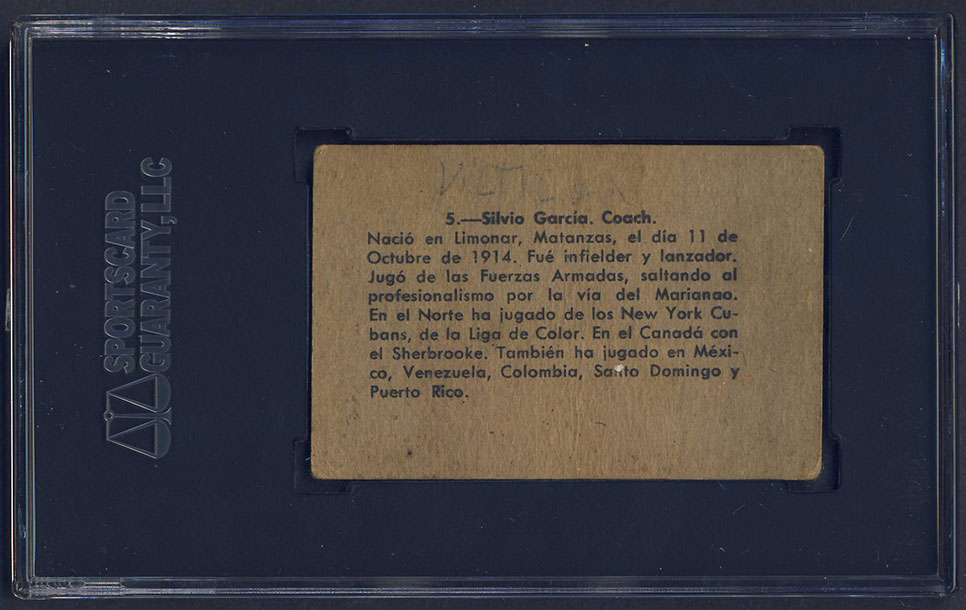 SPORTSCARD
GUARANTY, LLC
5.—Silvio García. Coach.
Nació en Limonar, Matanzas, el día 11 de
Octubre de 1914. Fué infielder y lanzador.
Jugó de las Fuerzas Armadas, saltando al
profesionalismo por la vía del Marianao.
En el Norte ha jugado de los New York Cu-
bans, de la Liga de Color. En el Canadá con
el Sherbrooke. También ha jugado en Méxi-
co, Venezuela, Colombia, Santo Domingo y
Puerto Rico.